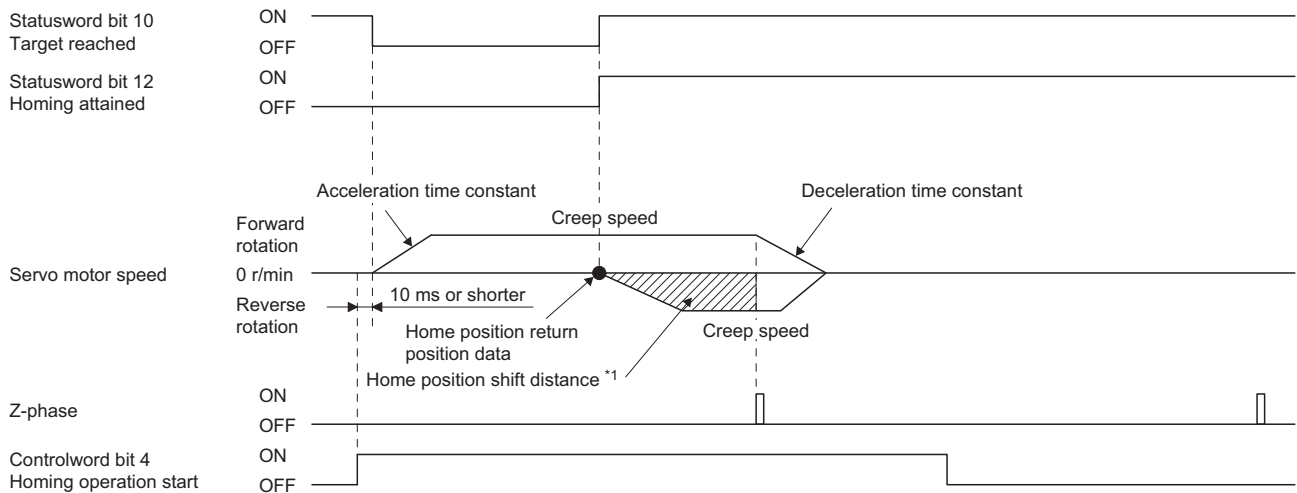 Statusword bit 10
Target reached
ON
OFF
Statusword bit 12
Homing attained
ON
OFF
Acceleration time constant
Deceleration time constant
Creep speed
Forward
rotation
Servo motor speed
0 r/min
Reverse
rotation
10 ms or shorter
Home position return
position data
Creep speed
Home position shift distance *1
Z-phase
ON
OFF
Controlword bit 4
Homing operation start
ON
OFF